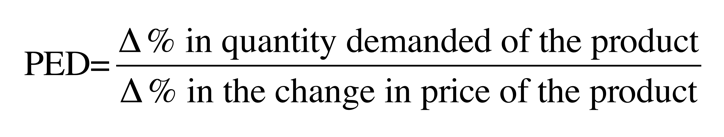 PED=
Δ % in quantity demanded of the product
Δ % in the change in price of the product